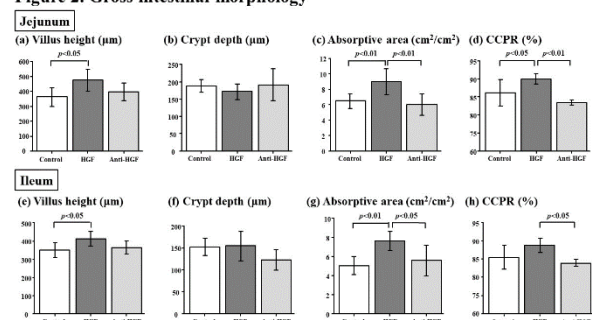 Figure 2. Gross intestinal morphology
Jejunum
(a) Villus height (μm) (b) Crypt depth (μm) (c) Absorptive area (cm²/cm²) (d) CCPR (%)
p<0.05 p<0.01 p<0.01 p<0.05 p<0.01
600 250 12 95
500 200 10 90
400 150 8 85
300 100 6 80
200 50 4 75
100 0 2 60
0 0
Control HGF Anti-HGF Control HGF Anti-HGF Control HGF Anti-HGF Control HGF Anti-HGF
Ileum
(e) Villus height (μm) (f) Crypt depth (μm) (g) Absorptive area (cm²/cm²) (h) CCPR (%)
p<0.05 p<0.01 p<0.05 p<0.05
500 200 10 95
400 150 8 90
300 100 6 85
200 50 4 80
100 0 2 75
0 0 60